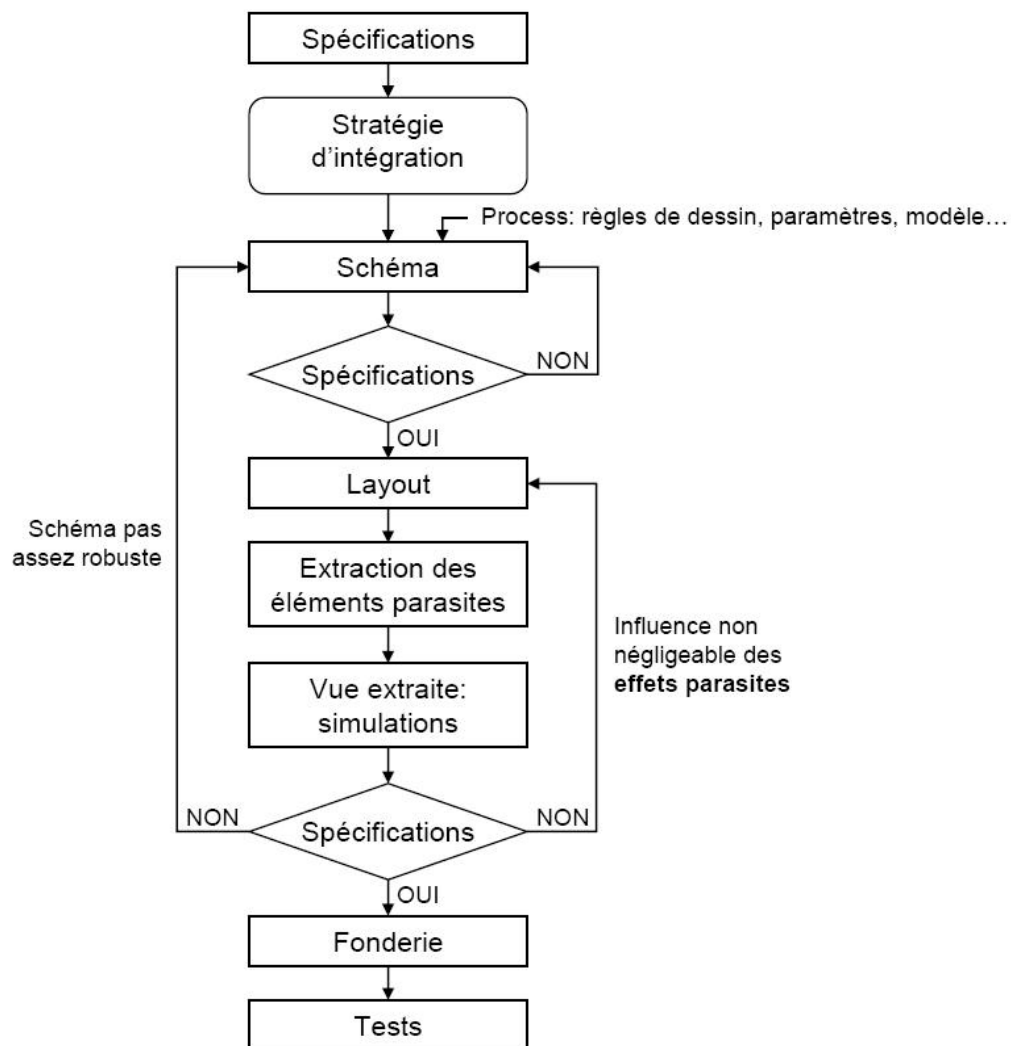 Spécifications
Stratégie
d'intégration
Process: règles de dessin, paramètres, modèle…
Schéma
Spécifications
NON
OUI
Layout
Schéma pas
assez robuste
Extraction des
éléments parasites
Influence non
négligeable des
effets parasites
Vue extraite:
simulations
NON
Spécifications
NON
OUI
Fonderie
Tests